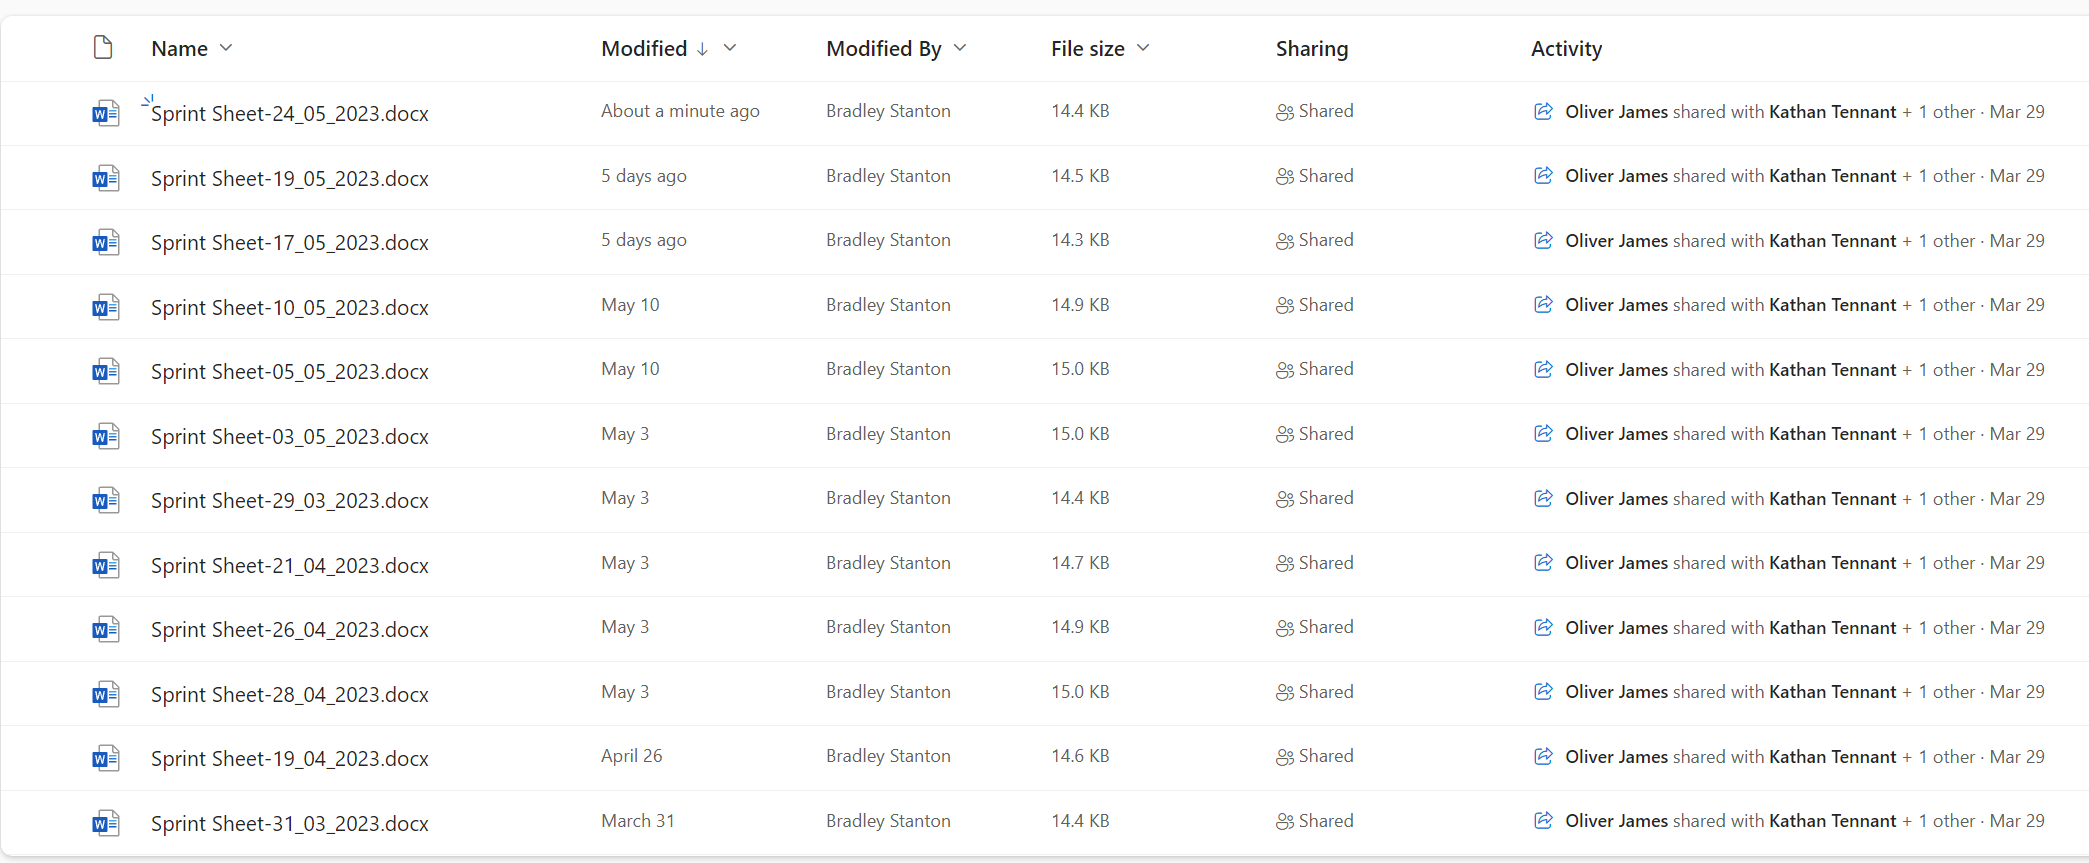 Name Modified Modified By File size Sharing Activity
Sprint Sheet-24_05_2023.docx About a minute ago Bradley Stanton 14.4 KB Shared Oliver James shared with Kathan Tennant + 1 other · Mar 29
Sprint Sheet-19_05_2023.docx 5 days ago Bradley Stanton 14.5 KB Shared Oliver James shared with Kathan Tennant + 1 other · Mar 29
Sprint Sheet-17_05_2023.docx 5 days ago Bradley Stanton 14.3 KB Shared Oliver James shared with Kathan Tennant + 1 other · Mar 29
Sprint Sheet-10_05_2023.docx May 10 Bradley Stanton 14.9 KB Shared Oliver James shared with Kathan Tennant + 1 other · Mar 29
Sprint Sheet-05_05_2023.docx May 10 Bradley Stanton 15.0 KB Shared Oliver James shared with Kathan Tennant + 1 other · Mar 29
Sprint Sheet-03_05_2023.docx May 3 Bradley Stanton 15.0 KB Shared Oliver James shared with Kathan Tennant + 1 other · Mar 29
Sprint Sheet-29_03_2023.docx May 3 Bradley Stanton 14.4 KB Shared Oliver James shared with Kathan Tennant + 1 other · Mar 29
Sprint Sheet-21_04_2023.docx May 3 Bradley Stanton 14.7 KB Shared Oliver James shared with Kathan Tennant + 1 other · Mar 29
Sprint Sheet-26_04_2023.docx May 3 Bradley Stanton 14.9 KB Shared Oliver James shared with Kathan Tennant + 1 other · Mar 29
Sprint Sheet-28_04_2023.docx May 3 Bradley Stanton 15.0 KB Shared Oliver James shared with Kathan Tennant + 1 other · Mar 29
Sprint Sheet-19_04_2023.docx April 26 Bradley Stanton 14.6 KB Shared Oliver James shared with Kathan Tennant + 1 other · Mar 29
Sprint Sheet-31_03_2023.docx March 31 Bradley Stanton 14.4 KB Shared Oliver James shared with Kathan Tennant + 1 other · Mar 29